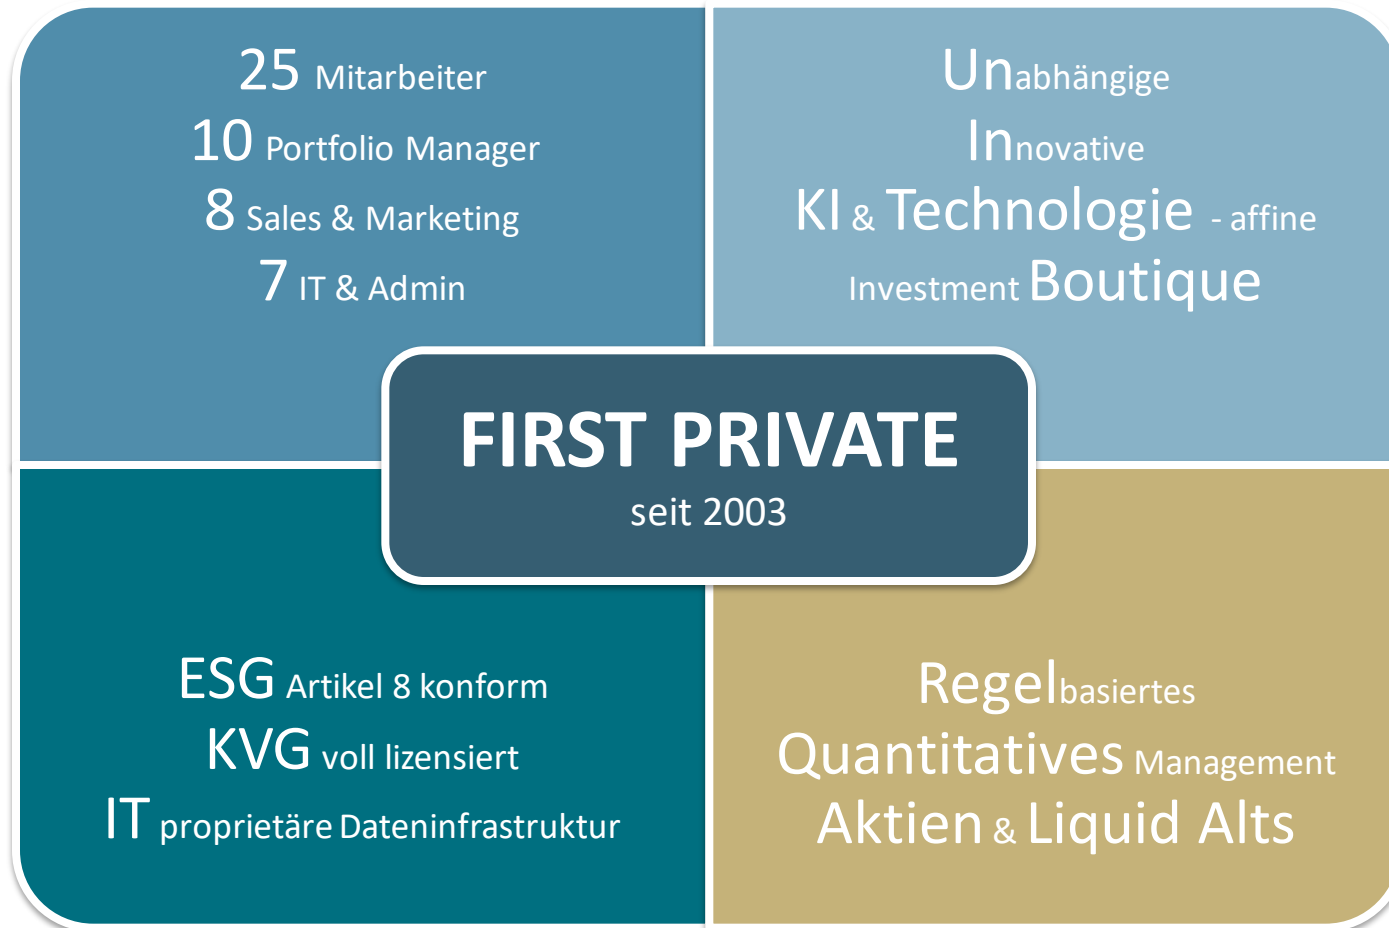 25 Mitarbeiter
10 Portfolio Manager
8 Sales & Marketing
7 IT & Admin
Unabhängige
Innovative
KI & Technologie - affine
Investment Boutique
FIRST PRIVATE
seit 2003
ESG Artikel 8 konform
KVG voll lizensiert
IT proprietäre Dateninfrastruktur
Regelbasiertes
Quantitatives Management
Aktien & Liquid Alts